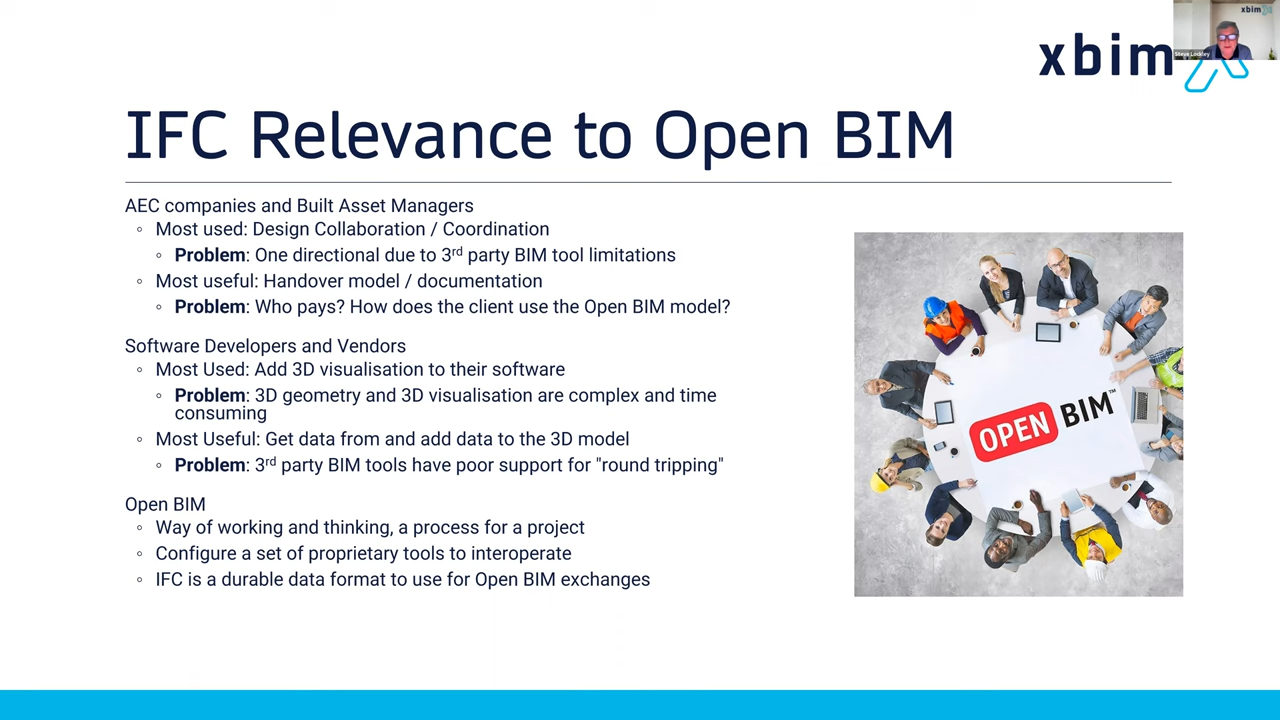 xbim
xbim
Steve Lockley
IFC Relevance to Open BIM
AEC companies and Built Asset Managers
Most used: Design Collaboration / Coordination
Problem: One directional due to 3rd party BIM tool limitations
Most useful: Handover model / documentation
Problem: Who pays? How does the client use the Open BIM model?
Software Developers and Vendors
Most Used: Add 3D visualisation to their software
Problem: 3D geometry and 3D visualisation are complex and time
consuming
Most Useful: Get data from and add data to the 3D model
Problem: 3rd party BIM tools have poor support for "round tripping"
Open BIM
Way of working and thinking, a process for a project
Configure a set of proprietary tools to interoperate
IFC is a durable data format to use for Open BIM exchanges
OPEN BIM™